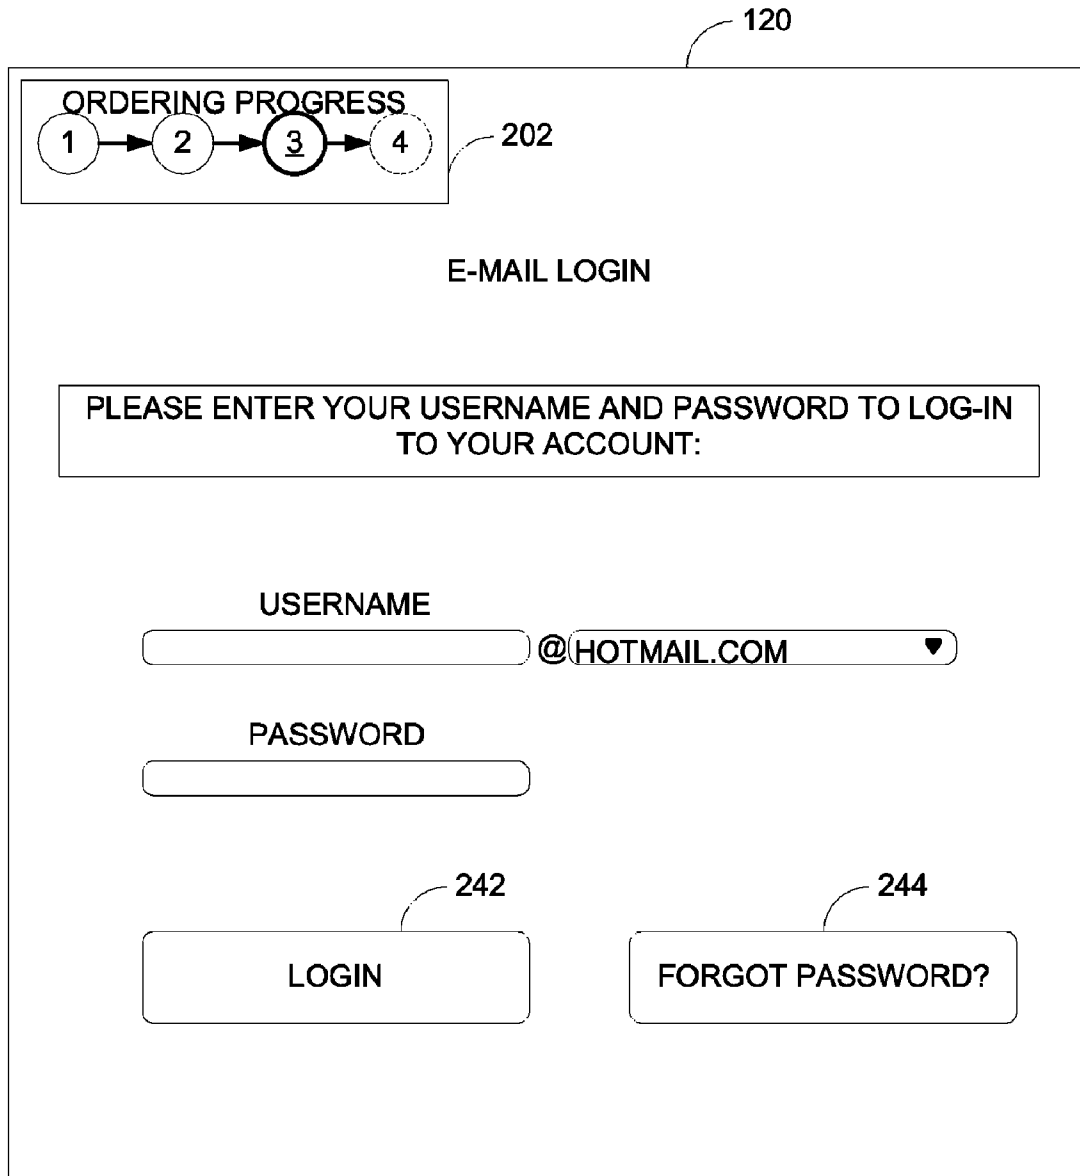 120
ORDERING PROGRESS
1 2 3 4
202
E-MAIL LOGIN
PLEASE ENTER YOUR USERNAME AND PASSWORD TO LOG-IN
TO YOUR ACCOUNT:
USERNAME
@ HOTMAIL.COM
PASSWORD
242
244
LOGIN
FORGOT PASSWORD?